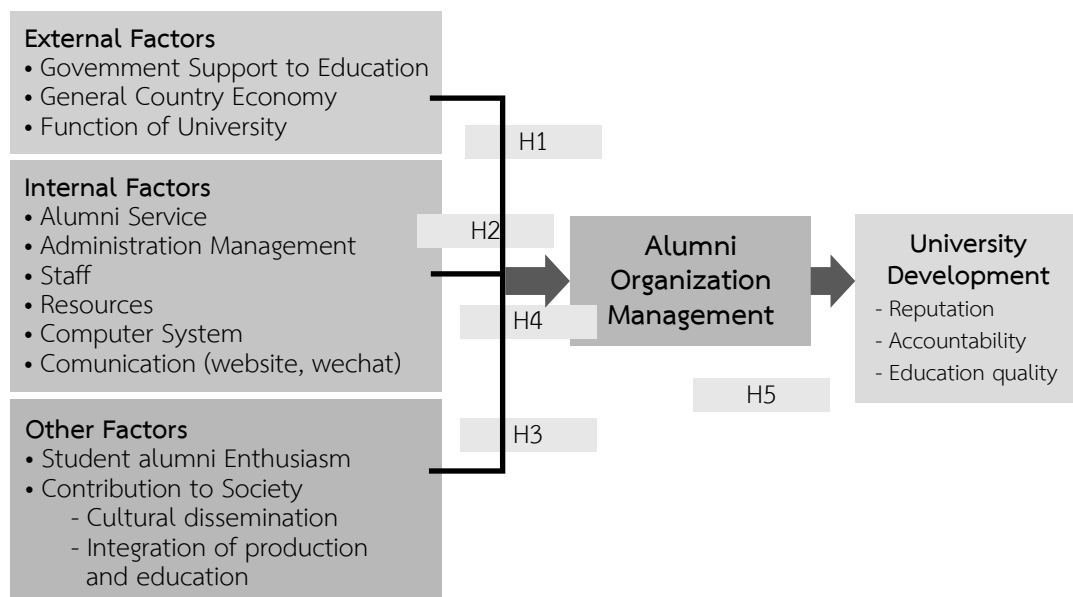 External Factors
• Govemment Support to Education
• General Country Economy
• Function of University
H1
Internal Factors
• Alumni Service
• Administration Management
• Staff
• Resources
• Computer System
• Comunication (website, wechat)
H2
H4
Other Factors
• Student alumni Enthusiasm
• Contribution to Society
- Cultural dissemination
- Integration of production
and education
H3
Alumni
Organization
Management
H5
University
Development
- Reputation
- Accountability
- Education quality